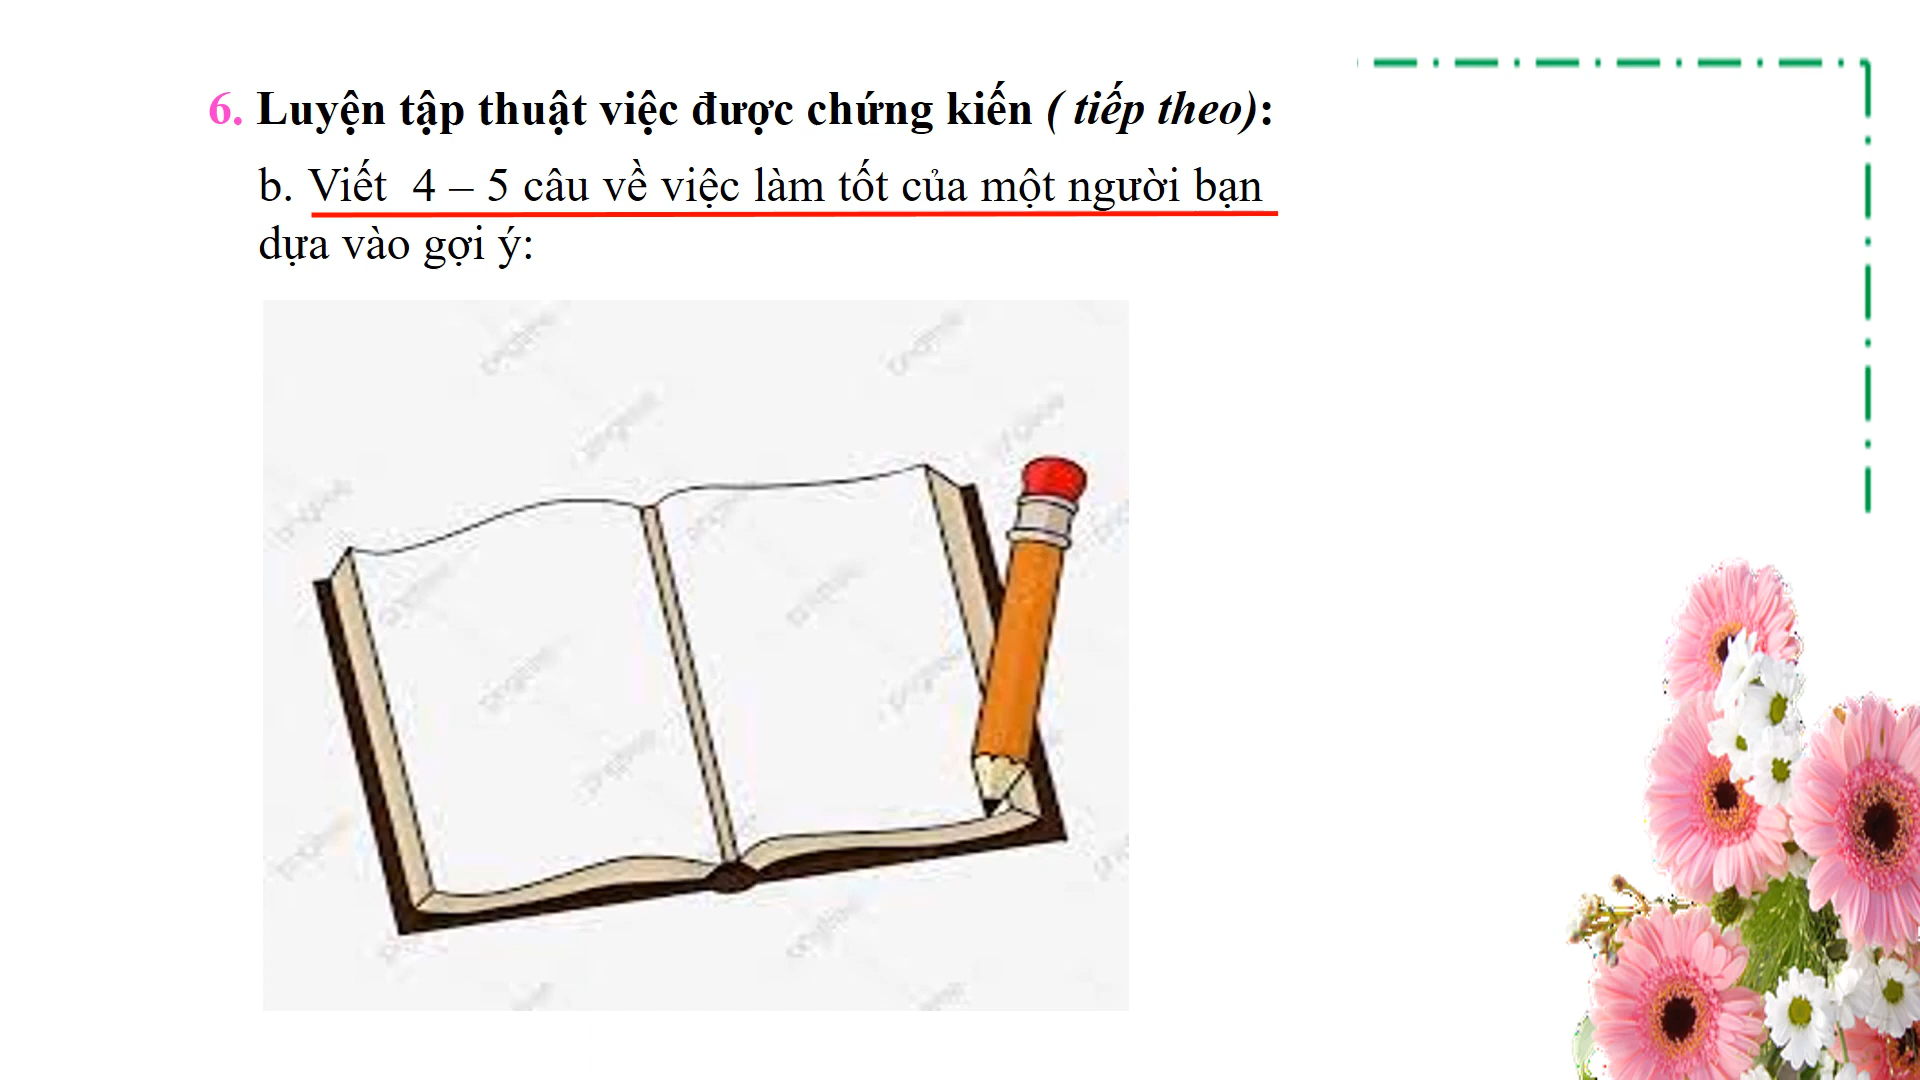 6. Luyện tập thuật việc được chứng kiến ( tiếp theo):
b. Viết 4 – 5 câu về việc làm tốt của một người bạn
dựa vào gợi ý: